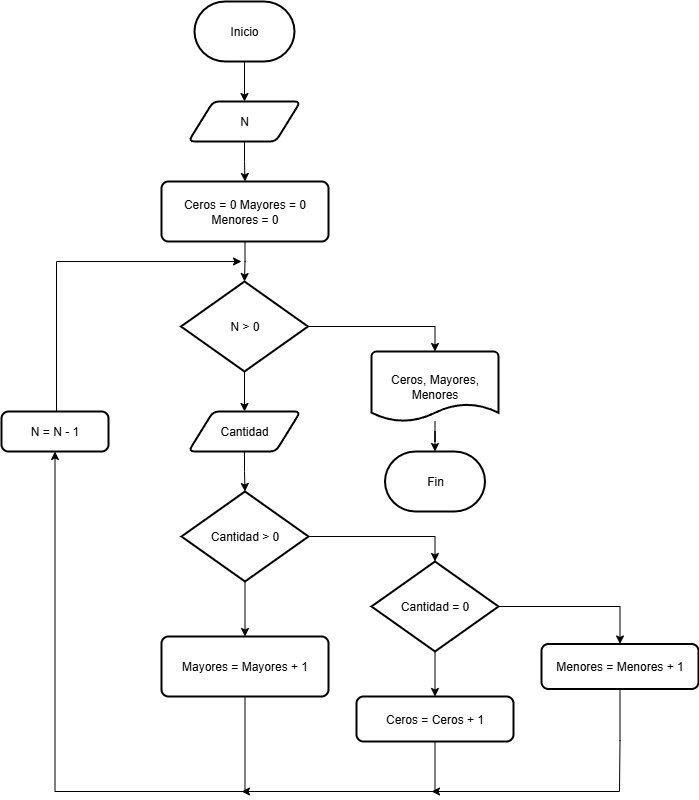 Inicio
N
Ceros = 0 Mayores = 0
Menores = 0
N > 0
Ceros, Mayores,
Menores
N = N - 1
Cantidad
Fin
Cantidad > 0
Cantidad = 0
Mayores = Mayores + 1
Menores = Menores + 1
Ceros = Ceros + 1